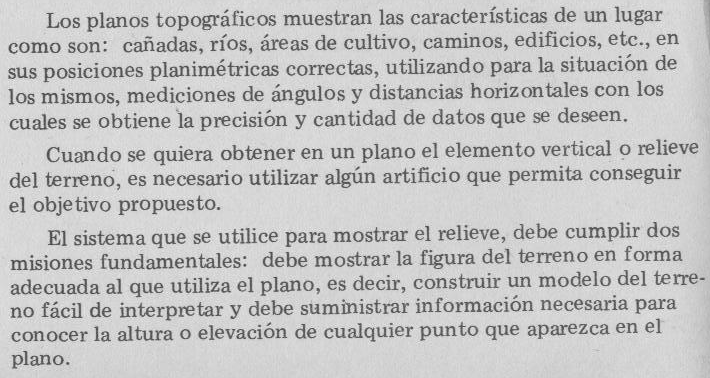 Los planos topográficos muestran las características de un lugar
como son: cañadas, ríos, áreas de cultivo, caminos, edificios, etc., en
sus posiciones planimétricas correctas, utilizando para la situación de
los mismos, mediciones de ángulos y distancias horizontales con los
cuales se obtiene la precisión y cantidad de datos que se deseen.
Cuando se quiera obtener en un plano el elemento vertical o relieve
del terreno, es necesario utilizar algún artificio que permita conseguir
el objetivo propuesto.
El sistema que se utilice para mostrar el relieve, debe cumplir dos
misiones fundamentales: debe mostrar la figura del terreno en forma
adecuada al que utiliza el plano, es decir, construir un modelo del terre-
no fácil de interpretar y debe suministrar información necesaria para
conocer la altura o elevación de cualquier punto que aparezca en el
plano.